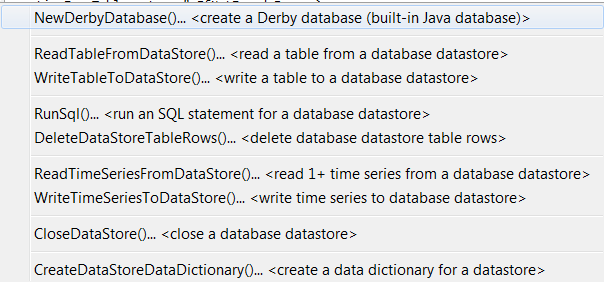 NewDerbyDatabase()... <create a Derby database (built-in Java database)>
ReadTableFromDataStore()... <read a table from a database datastore>
WriteTableToDataStore()... <write a table to a database datastore>
RunSql()... <run an SQL statement for a database datastore>
DeleteDataStoreTableRows()... <delete database datastore table rows>
ReadTimeSeriesFromDataStore()... <read 1+ time series from a database datastore>
WriteTimeSeriesToDataStore()... <write time series to database datastore>
CloseDataStore()... <close a database datastore>
CreateDataStoreDataDictionary()... <create a data dictionary for a datastore>